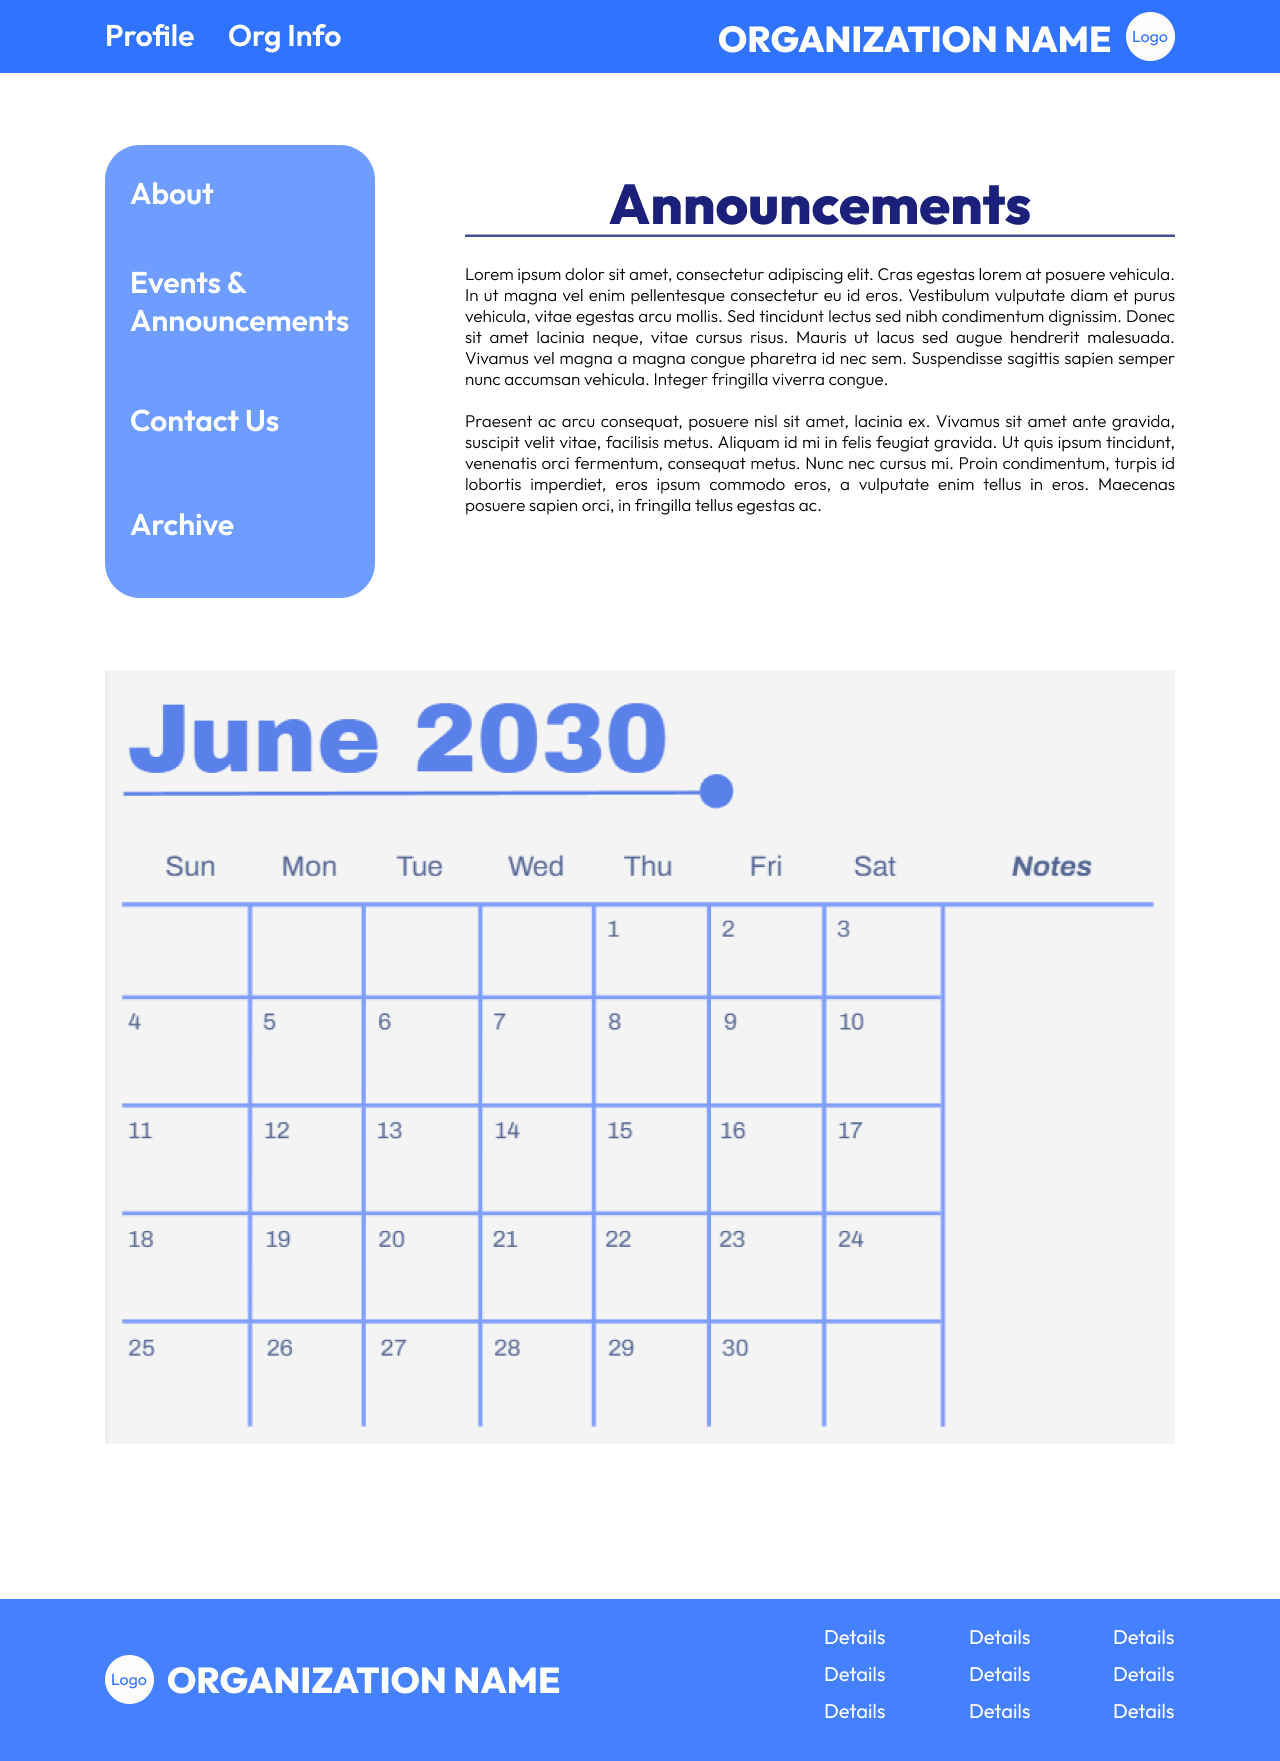 Profile Org Info ORGANIZATION NAME Logo
About
Events &
Announcements
Contact Us
Archive
Announcements
Lorem ipsum dolor sit amet, consectetur adipiscing elit. Cras egestas lorem at posuere vehicula.
In ut magna vel enim pellentesque consectetur eu id eros. Vestibulum vulputate diam et purus
vehicula, vitae egestas arcu mollis. Sed tincidunt lectus sed nibh condimentum dignissim. Donec
sit amet lacinia neque, vitae cursus risus. Mauris ut lacus sed augue hendrerit malesuada.
Vivamus vel magna a magna congue pharetra id nec sem. Suspendisse sagittis sapien semper
nunc accumsan vehicula. Integer fringilla viverra congue.
Praesent ac arcu consequat, posuere nisl sit amet, lacinia ex. Vivamus sit amet ante gravida,
suscipit velit vitae, facilisis metus. Aliquam id mi in felis feugiat gravida. Ut quis ipsum tincidunt,
venenatis orci fermentum, consequat metus. Nunc nec cursus mi. Proin condimentum, turpis id
lobortis imperdiet, eros ipsum commodo eros, a vulputate enim tellus in eros. Maecenas
posuere sapien orci, in fringilla tellus egestas ac.
June 2030
Sun Mon Tue Wed Thu Fri Sat Notes
1 2 3
4 5 6 7 8 9 10
11 12 13 14 15 16 17
18 19 20 21 22 23 24
25 26 27 28 29 30
Logo ORGANIZATION NAME
Details Details Details
Details Details Details
Details Details Details